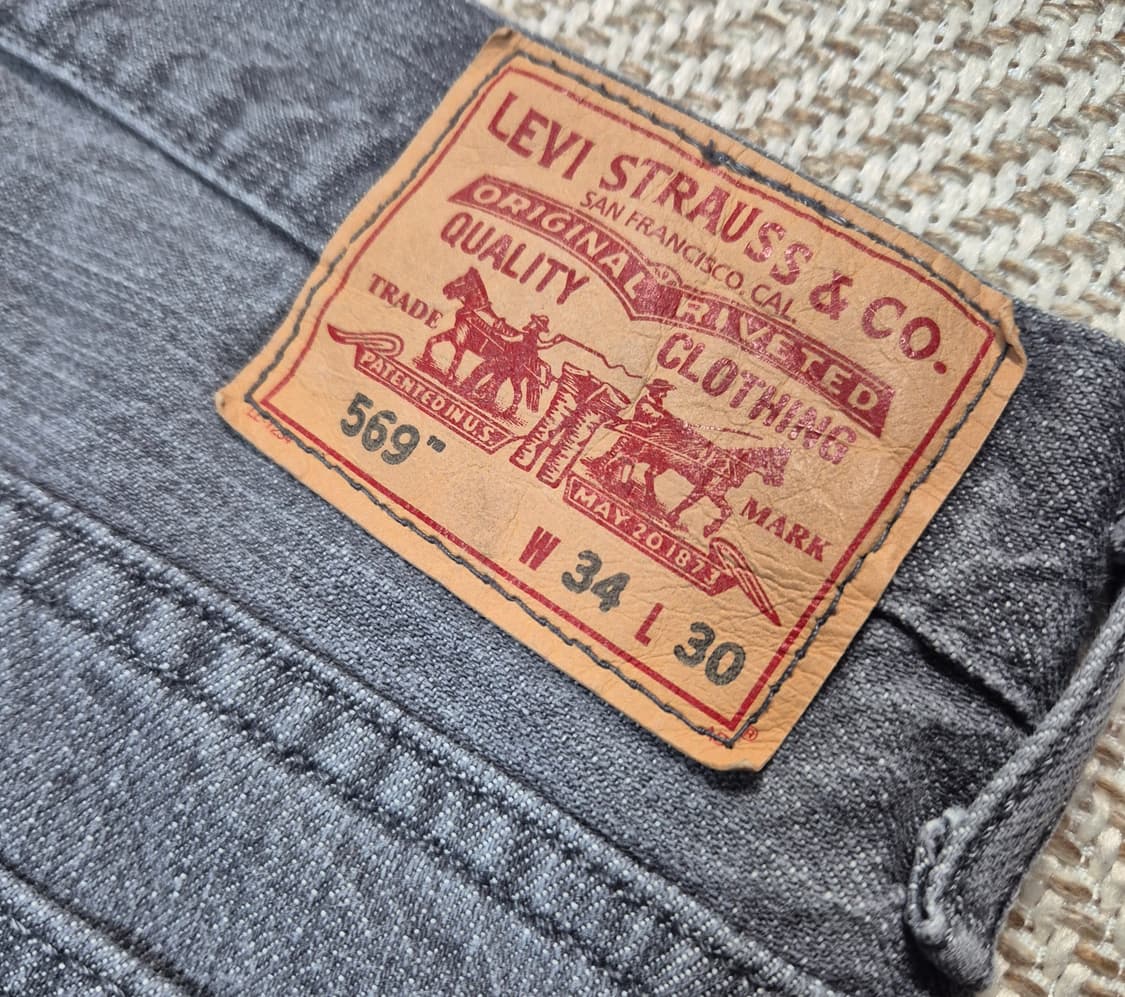 LEVI STRAUSS & CO.
SAN FRANCISCO, CAL.
ORIGINAL RIVETED
QUALITY CLOTHING
TRADE MARK
PATENTED IN U.S. MAY 20 1873
569™
W 34 L 30
®